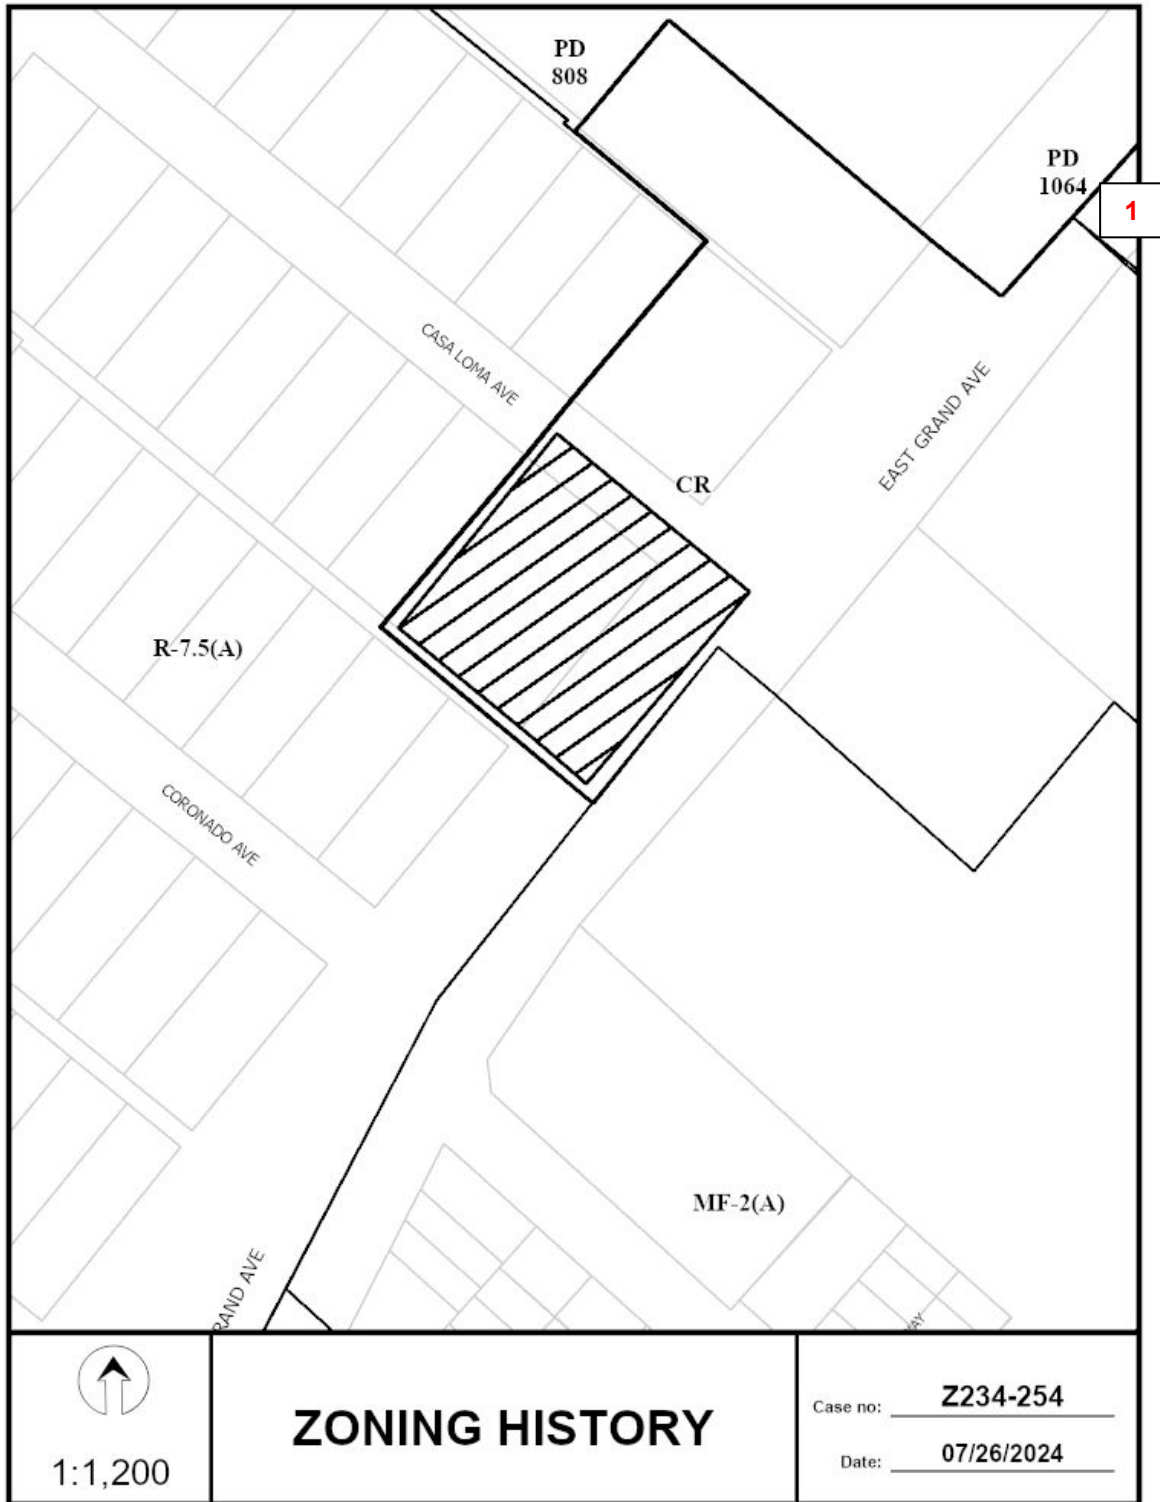 PD
808
PD
1064
1
CASA LOMA AVE
EAST GRAND AVE
CR
R-7.5(A)
CORONADO AVE
MF-2(A)
RAND AVE
AY
1:1,200
ZONING HISTORY
Case no: Z234-254
Date: 07/26/2024